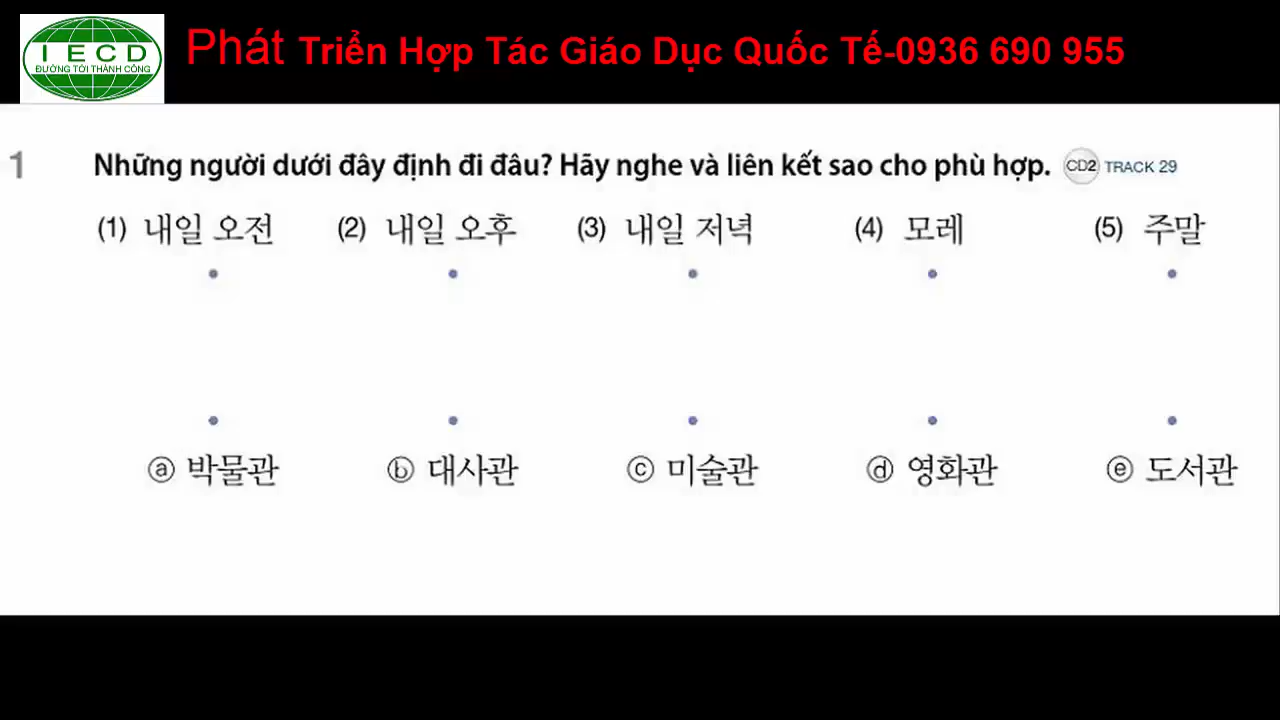 IECD
ĐƯỜNG TỚI THÀNH CÔNG
Phát Triển Hợp Tác Giáo Dục Quốc Tế-0936 690 955
1 Những người dưới đây định đi đâu? Hãy nghe và liên kết sao cho phù hợp. CD2 TRACK 29
(1) 내일 오전 (2) 내일 오후 (3) 내일 저녁 (4) 모레 (5) 주말
ⓐ 박물관 ⓑ 대사관 ⓒ 미술관 ⓓ 영화관 ⓔ 도서관